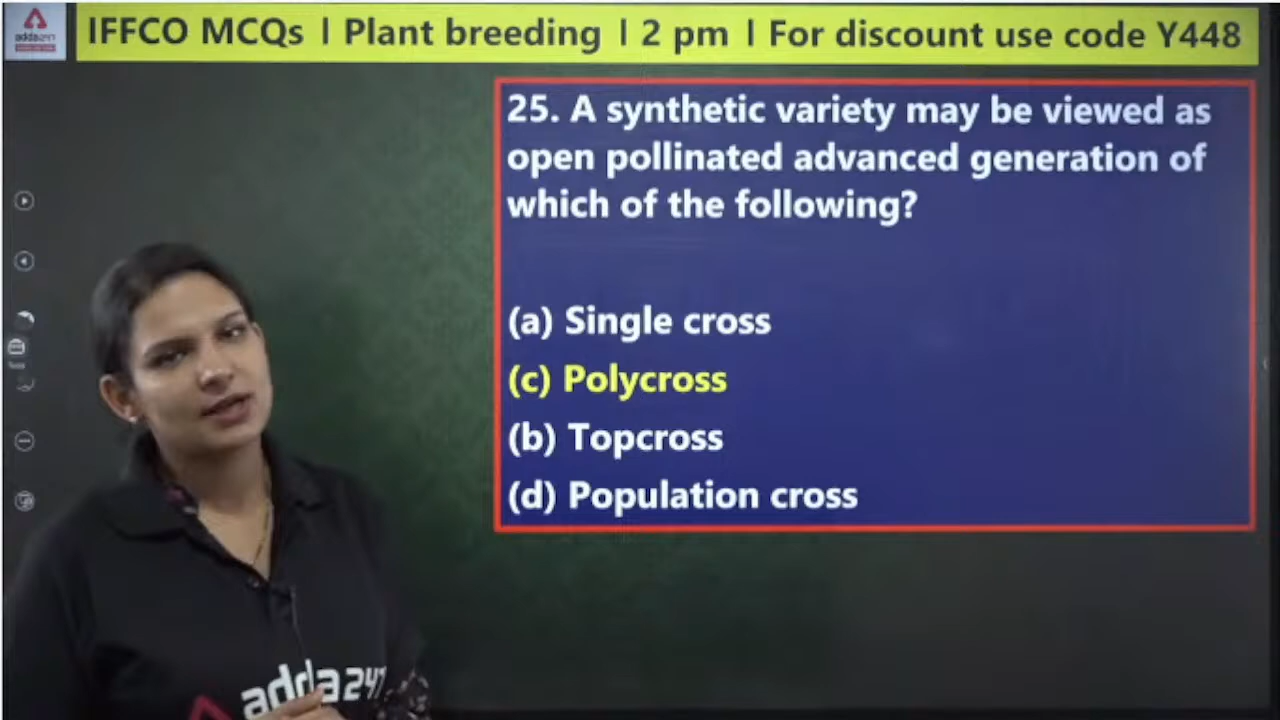 adda247
IFFCO MCQs | Plant breeding | 2 pm | For discount use code Y448
25. A synthetic variety may be viewed as
open pollinated advanced generation of
which of the following?
(a) Single cross
(c) Polycross
(b) Topcross
(d) Population cross
adda247